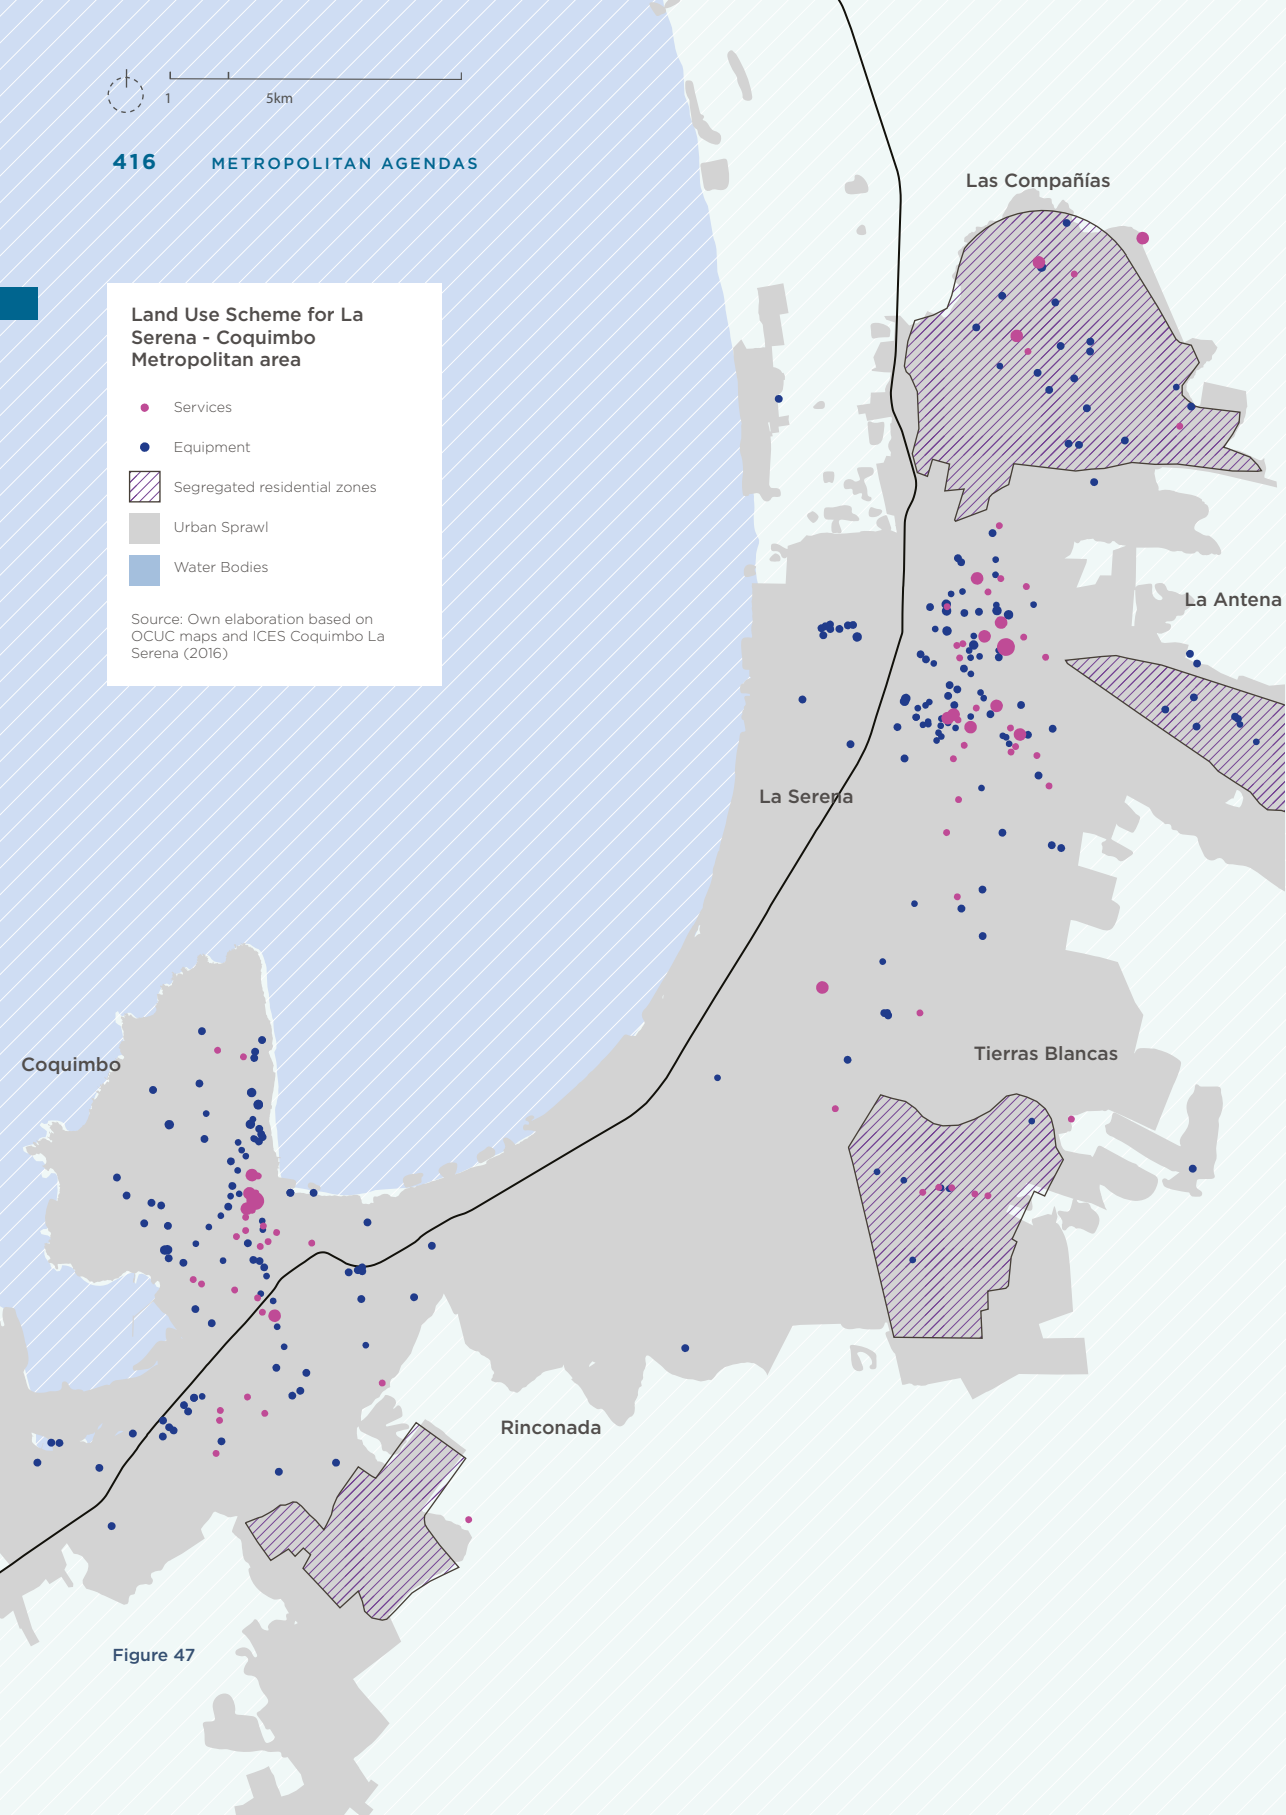 1
5km
416 METROPOLITAN AGENDAS
Las Compañías
Land Use Scheme for La
Serena - Coquimbo
Metropolitan area
Services
Equipment
Segregated residential zones
Urban Sprawl
Water Bodies
Source: Own elaboration based on
OCUC maps and ICES Coquimbo La
Serena (2016)
La Antena
La Serena
Coquimbo
Tierras Blancas
Rinconada
Figure 47